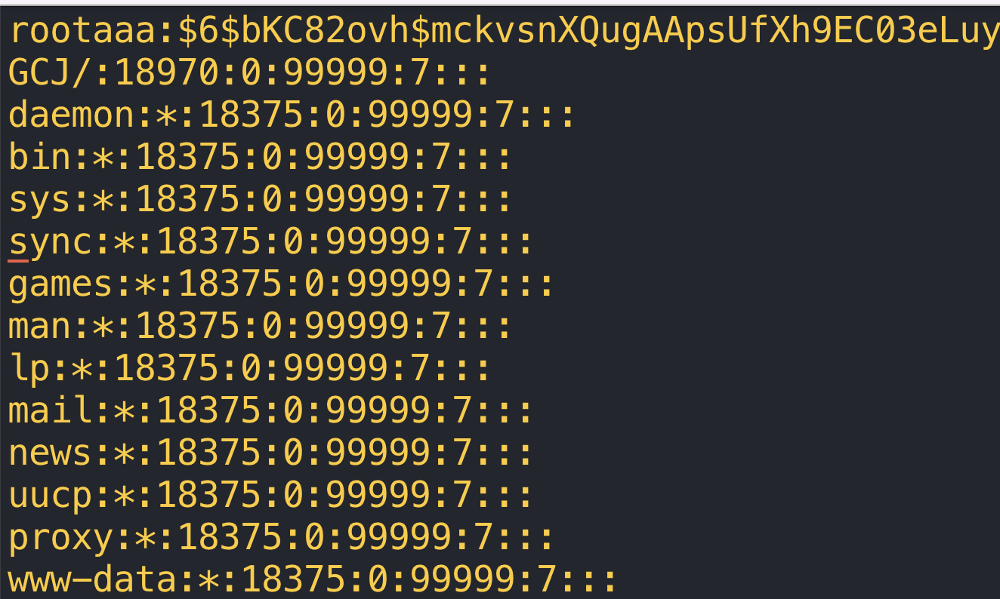 rootaaa:$6$bKC82ovh$mckvsnXQugAApsUfXh9EC03eLuy
GCJ/:18970:0:99999:7:::
daemon:*:18375:0:99999:7:::
bin:*:18375:0:99999:7:::
sys:*:18375:0:99999:7:::
sync:*:18375:0:99999:7:::
games:*:18375:0:99999:7:::
man:*:18375:0:99999:7:::
lp:*:18375:0:99999:7:::
mail:*:18375:0:99999:7:::
news:*:18375:0:99999:7:::
uucp:*:18375:0:99999:7:::
proxy:*:18375:0:99999:7:::
www-data:*:18375:0:99999:7:::